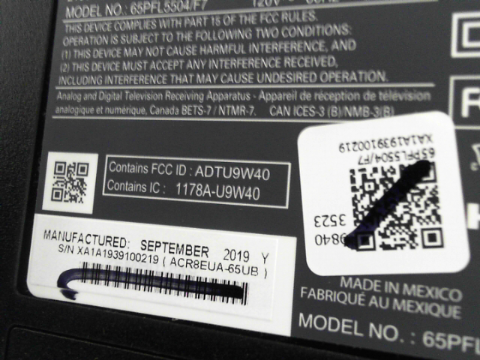 MODEL NO.: 65PFL5504/F7 120V
THIS DEVICE COMPLIES WITH PART 15 OF THE FCC RULES.
OPERATION IS SUBJECT TO THE FOLLOWING TWO CONDITIONS:
(1) THIS DEVICE MAY NOT CAUSE HARMFUL INTERFERENCE, AND
(2) THIS DEVICE MUST ACCEPT ANY INTERFERENCE RECEIVED,
INCLUDING INTERFERENCE THAT MAY CAUSE UNDESIRED OPERATION.
Analog and Digital Television Receiving Apparatus - Appareil de réception de télévision
analogique et numérique, Canada BETS-7 / NTMR-7. CAN ICES-3 (B)/NMB-3(B)
Contains FCC ID : ADTU9W40
Contains IC : 1178A-U9W40
65PFL5504/F7
XA1A1939100219
9840
3523
MANUFACTURED: SEPTEMBER 2019 Y
S/N XA1A1939100219 ( ACR8EUA-65UB )
MADE IN MEXICO
FABRIQUÉ AU MEXIQUE
MODEL NO. : 65PFL